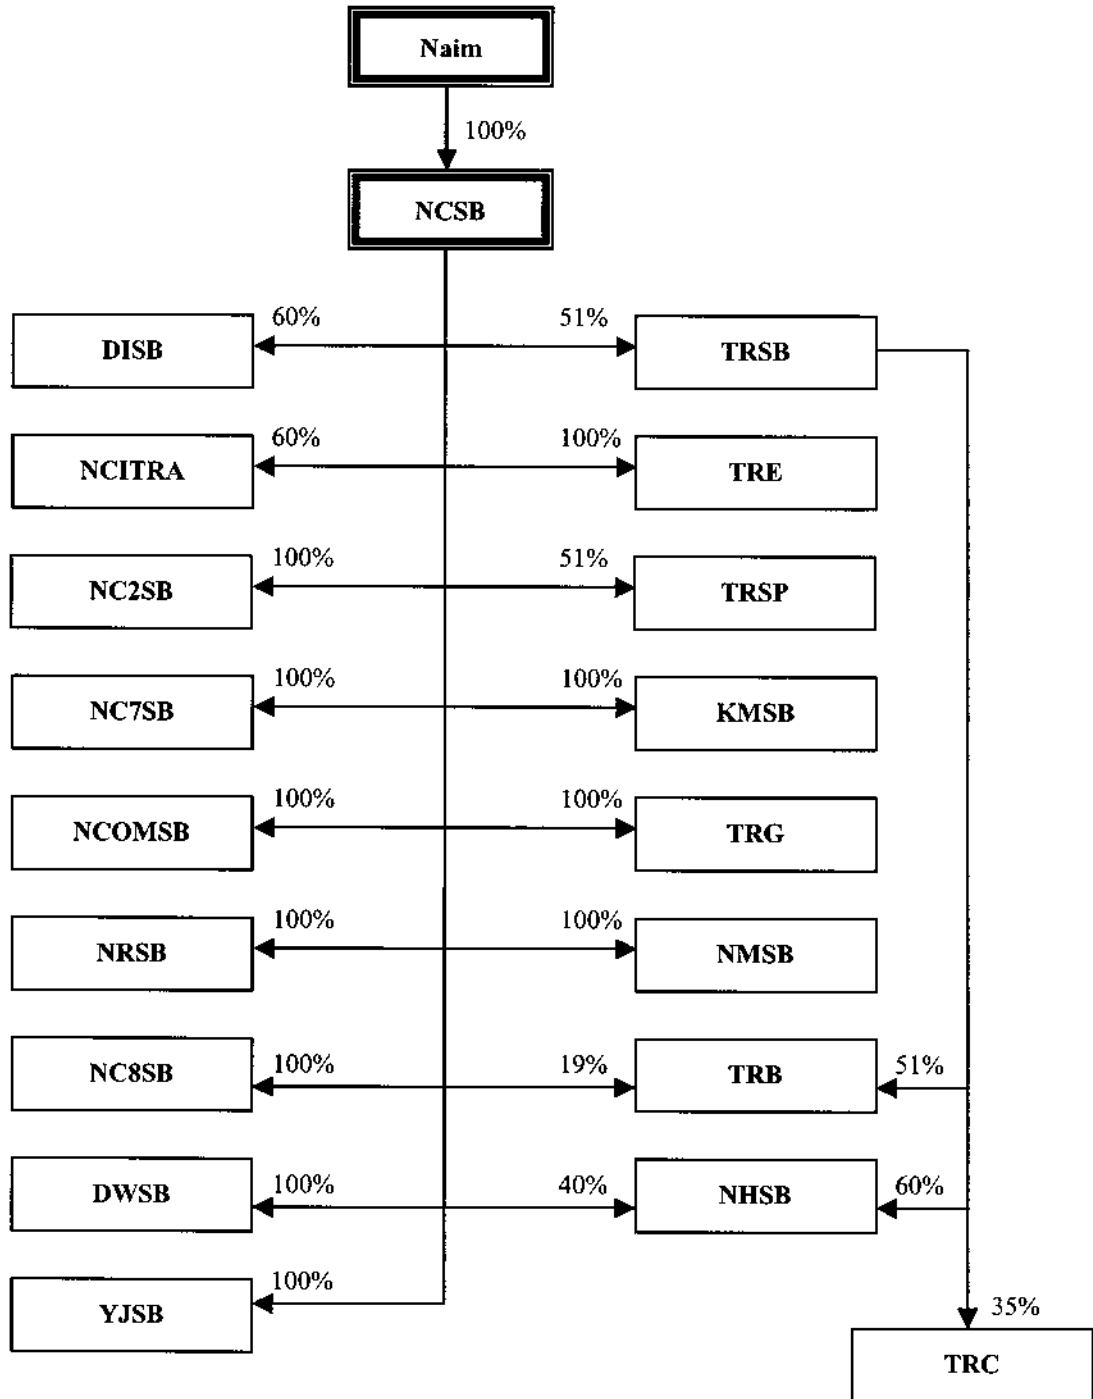 Naim
100%
NCSB
60% 51%
DISB TRSB
60% 100%
NCITRA TRE
100% 51%
NC2SB TRSP
100% 100%
NC7SB KMSB
100% 100%
NCOMSB TRG
100% 100%
NRSB NMSB
100% 19% 51%
NC8SB TRB
100% 40% 60%
DWSB NHSB
100%
YJSB
35%
TRC